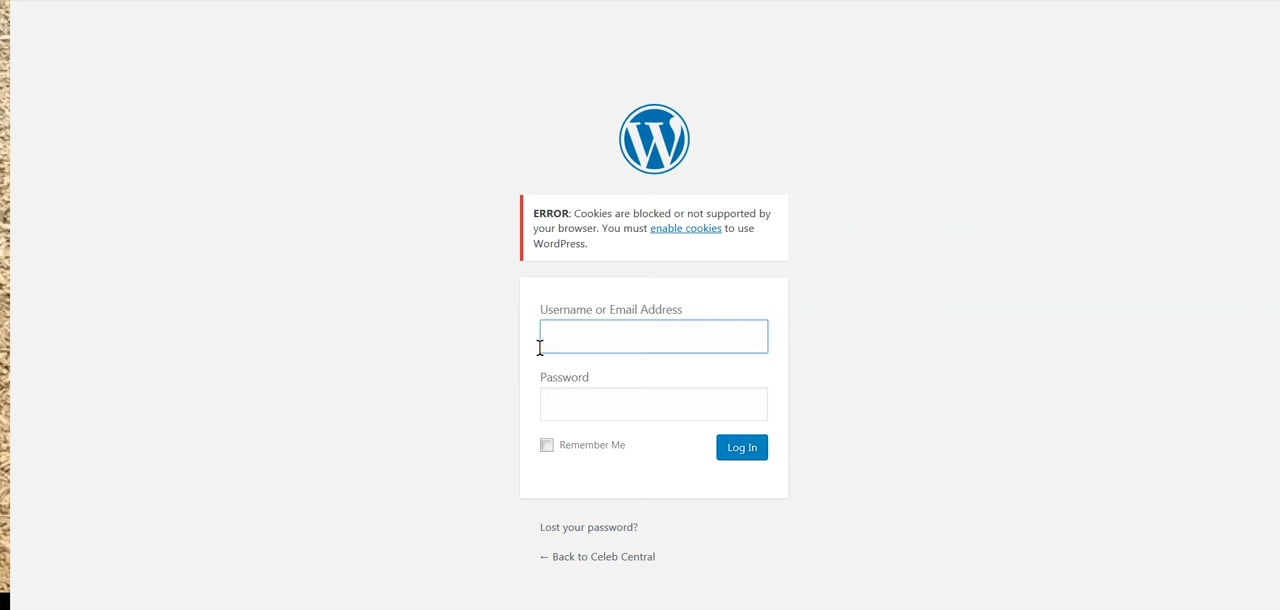 ERROR: Cookies are blocked or not supported by
your browser. You must enable cookies to use
WordPress.
Username or Email Address
Password
Remember Me
Log In
Lost your password?
← Back to Celeb Central